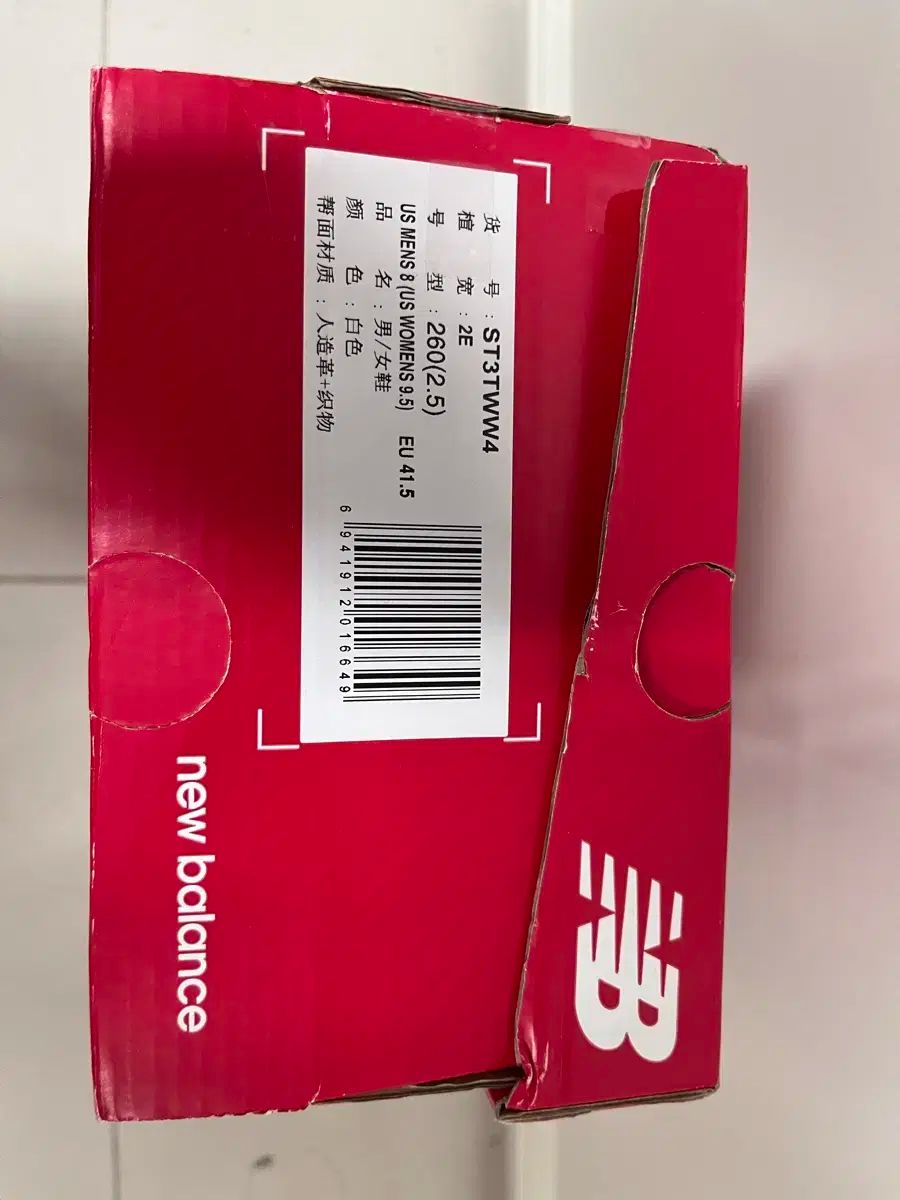 货 号 : ST3TWW4
楦 宽 : 2E
号 型 : 260(2.5)
US MENS 8 (US WOMENS 9.5) EU 41.5
品 名 : 男/女鞋
颜 色 : 白色
帮面材质 : 人造革+织物
6 941912 016649
new balance
NB